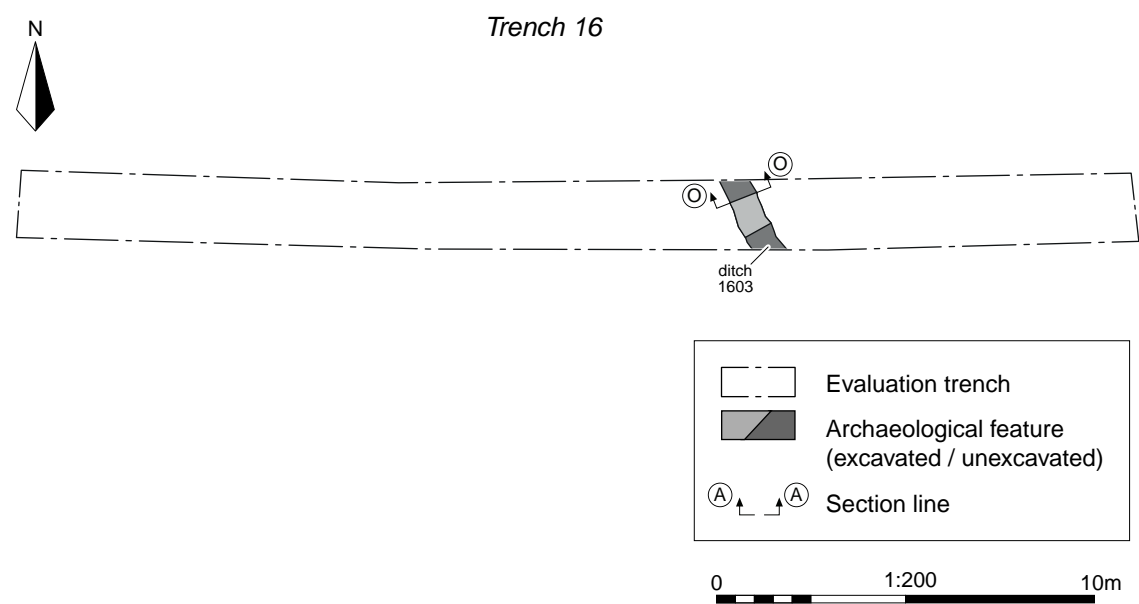 Trench 16
N
O
O
ditch
1603
Evaluation trench
Archaeological feature
(excavated / unexcavated)
A A Section line
0 1:200 10m